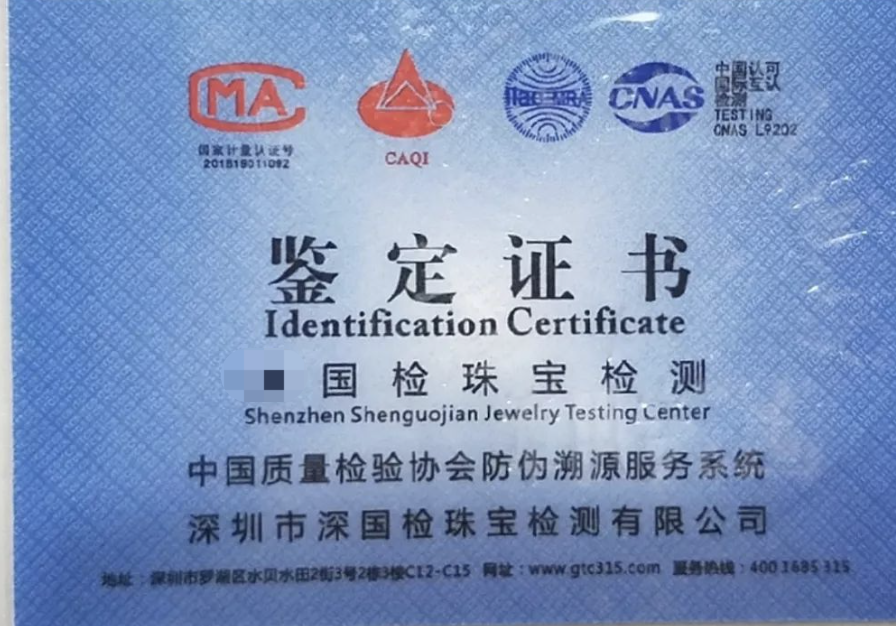 MA
CAQI
国家计量认证号
ilac-MRA
CNAS
中国认可
国际互认
检测
TESTING
CNAS L9202
鉴定证书
Identification Certificate
国检珠宝检测
Shenzhen Shenguojian Jewelry Testing Center
中国质量检验协会防伪溯源服务系统
深圳市深国检珠宝检测有限公司
地址：深圳市罗湖区水贝水田2街3号2栋3楼C12-C15 网址：www.gtc315.com 服务热线：400 1685 315